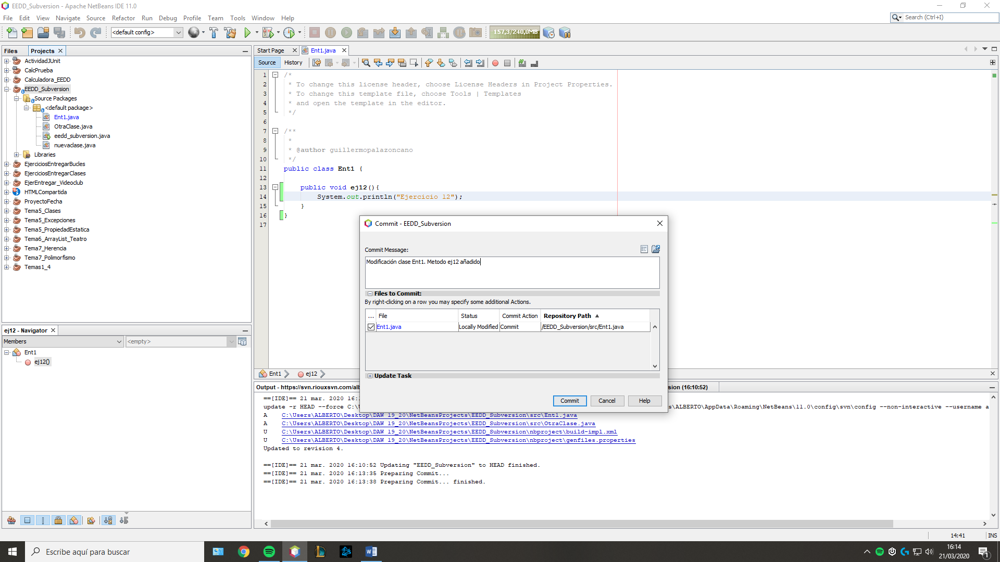 EEDD_Subversion - Apache NetBeans IDE 11.0
File Edit View Navigate Source Refactor Run Debug Profile Team Tools Window Help
Search (Ctrl+I)
<default config>
157,3/240,0MB
Files
Projects
ActividadJUnit
CalcPrueba
Calculadora_EEDD
EEDD_Subversion
Source Packages
<default package>
Ent1.java
OtraClase.java
eedd_subversion.java
nuevaclase.java
Libraries
EjerciciosEntregarBucles
EjerciciosEntregarClases
EjerEntregar_Videoclub
HTMLCompartida
ProyectoFecha
Tema5_Clases
Tema5_Excepciones
Tema5_PropiedadEstatica
Tema6_ArrayList_Teatro
Tema7_Herencia
Tema7_Polimorfismo
Temas1_4
ej12 - Navigator
Members
<empty>
Ent1
ej12()
Start Page
Ent1.java
Source
History
1 /*
2 * To change this license header, choose License Headers in Project Properties.
3 * To change this template file, choose Tools | Templates
4 * and open the template in the editor.
5 */
6
7 /**
8 *
9 * @author guillermopalazoncano
10 */
11 public class Ent1 {
12
13 public void ej12(){
14 System.out.println("Ejercicio 12");
15 }
16 }
17
Ent1
ej12
Commit - EEDD_Subversion
Commit Message:
Modificación clase Ent1. Metodo ej12 añadido
Files to Commit:
By right-clicking on a row you may specify some additional Actions.
... File Status Commit Action Repository Path
Ent1.java Locally Modified Commit /EEDD_Subversion/src/Ent1.java
Update Task
Commit
Cancel
Help
Output - https://svn.riouxsvn.com/alb
sion (16:10:52)
==[IDE]== 21 mar. 2020 16:1
update -r HEAD --force C:\U
s\ALBERTO\AppData\Roaming\NetBeans\11.0\config\svn\config --non-interactive --username a
A C:\Users\ALBERTO\Desktop\DAW 19_20\NetBeansProjects\EEDD_Subversion\src\Ent1.java
A C:\Users\ALBERTO\Desktop\DAW 19_20\NetBeansProjects\EEDD_Subversion\src\OtraClase.java
U C:\Users\ALBERTO\Desktop\DAW 19_20\NetBeansProjects\EEDD_Subversion\nbproject\build-impl.xml
U C:\Users\ALBERTO\Desktop\DAW 19_20\NetBeansProjects\EEDD_Subversion\nbproject\genfiles.properties
Updated to revision 4.
==[IDE]== 21 mar. 2020 16:10:52 Updating "EEDD_Subversion" to HEAD finished.
==[IDE]== 21 mar. 2020 16:13:35 Preparing Commit...
==[IDE]== 21 mar. 2020 16:13:38 Preparing Commit... finished.
14:41
INS
Escribe aquí para buscar
16:14
21/03/2020
1